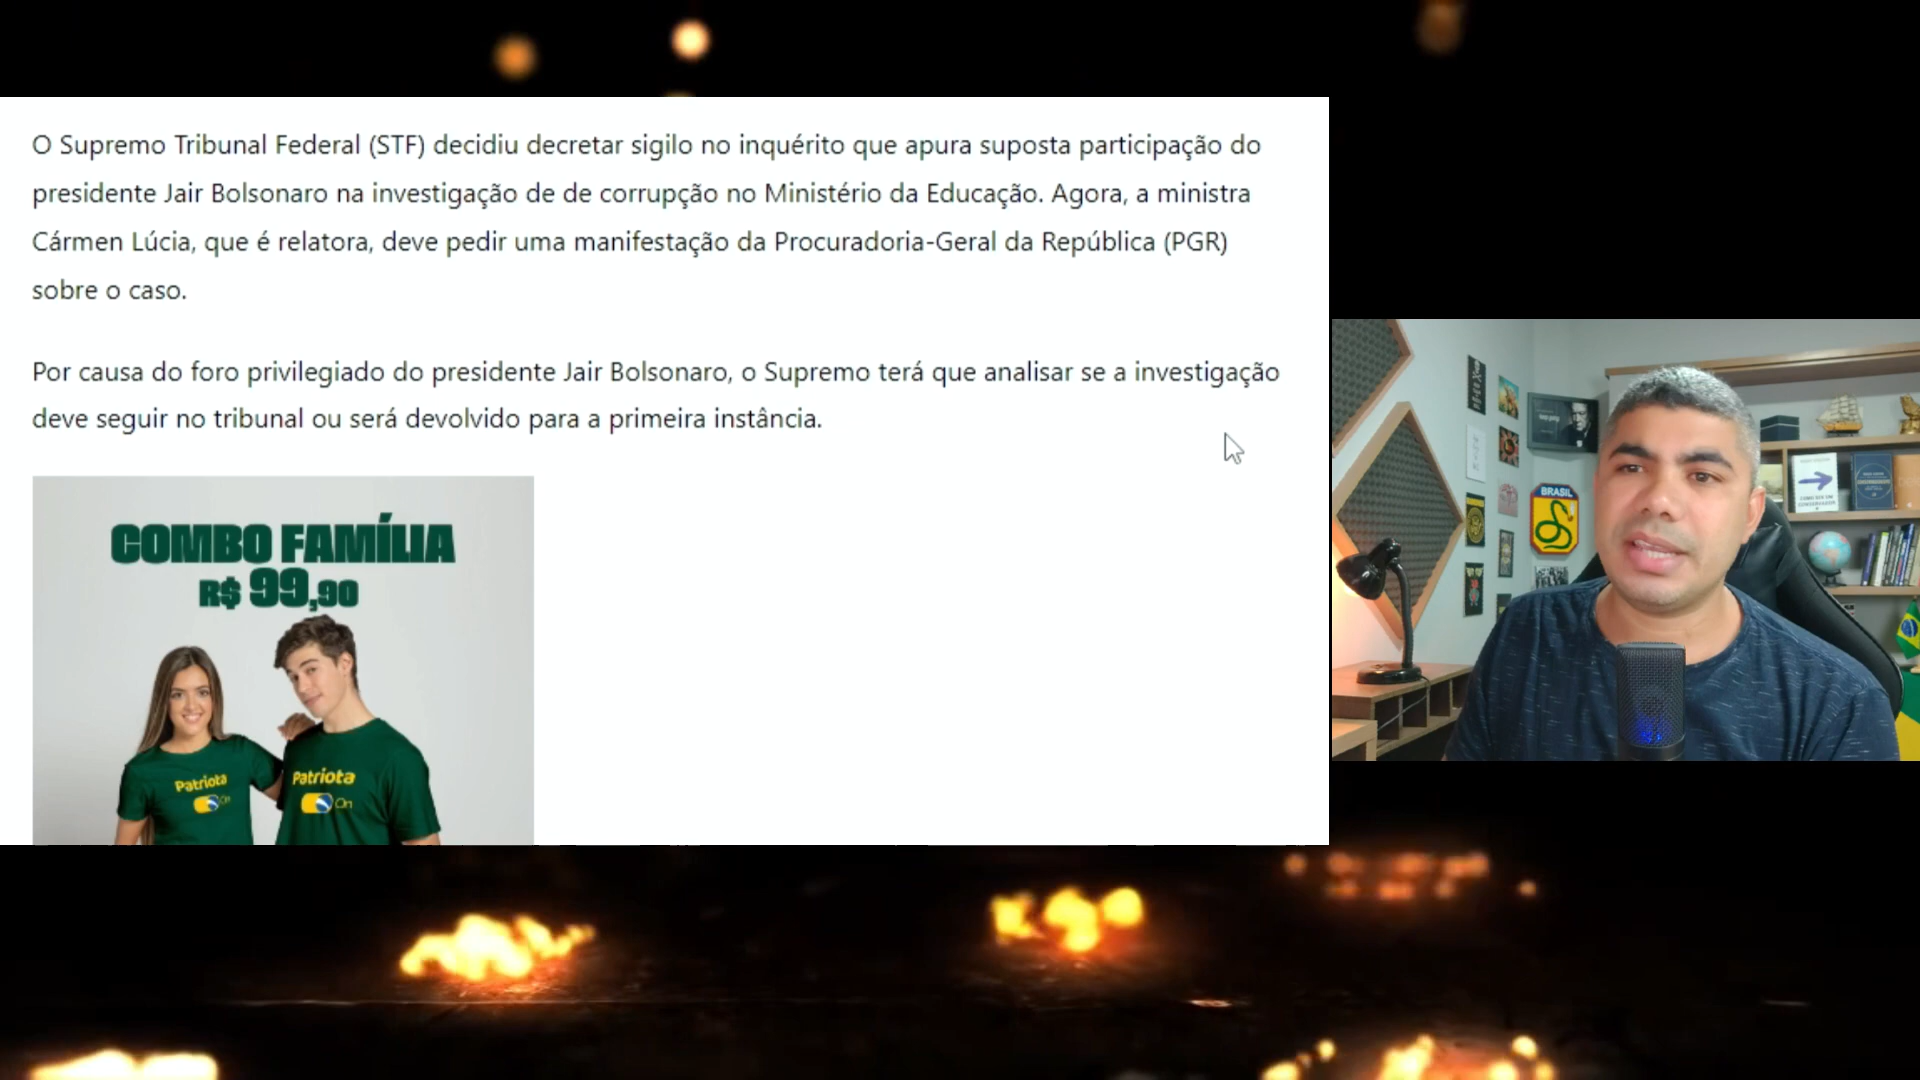 O Supremo Tribunal Federal (STF) decidiu decretar sigilo no inquérito que apura suposta participação do
presidente Jair Bolsonaro na investigação de de corrupção no Ministério da Educação. Agora, a ministra
Cármen Lúcia, que é relatora, deve pedir uma manifestação da Procuradoria-Geral da República (PGR)
sobre o caso.
Por causa do foro privilegiado do presidente Jair Bolsonaro, o Supremo terá que analisar se a investigação
deve seguir no tribunal ou será devolvido para a primeira instância.
COMBO FAMÍLIA
R$ 99,90
Patriota
On
Patriota
On
BRASIL